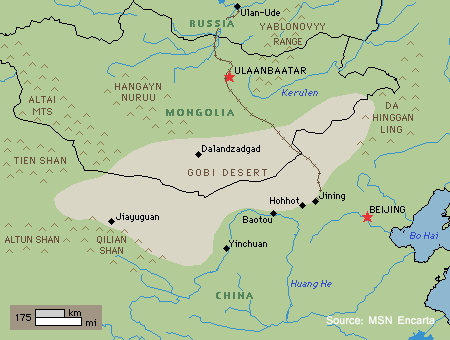 Ulan-Ude
RUSSIA
YABLONOVYY
RANGE
ULAANBAATAR
HANGAYN
NURUU
Kerulen
ALTAI
MTS
MONGOLIA
DA
HINGGAN
LING
Dalandzadgad
TIEN SHAN
GOBI DESERT
Hohhot
Jining
Jiayuguan
Baotou
BEIJING
ALTUN SHAN
QILIAN
SHAN
Yinchuan
Bo Hai
Huang He
CHINA
175
km
mi
Source: MSN Encarta